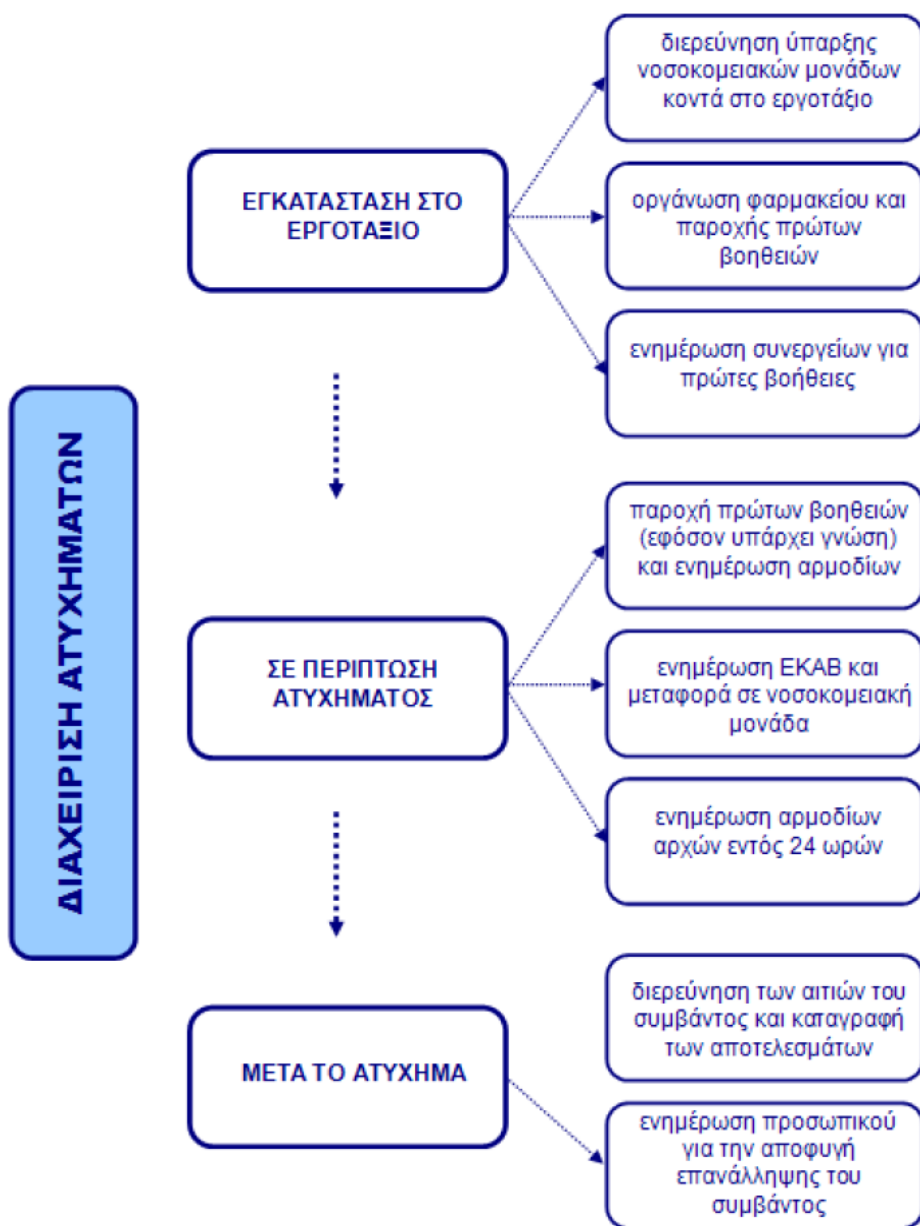 ΔΙΑΧΕΙΡΙΣΗ ΑΤΥΧΗΜΑΤΩΝ
ΕΓΚΑΤΑΣΤΑΣΗ ΣΤΟ
ΕΡΓΟΤΑΞΙΟ
διερεύνηση ύπαρξης
νοσοκομειακών μονάδων
κοντά στο εργοτάξιο
οργάνωση φαρμακείου και
παροχής πρώτων
βοηθειών
ενημέρωση συνεργείων για
πρώτες βοήθειες
ΣΕ ΠΕΡΙΠΤΩΣΗ
ΑΤΥΧΗΜΑΤΟΣ
παροχή πρώτων βοηθειών
(εφόσον υπάρχει γνώση)
και ενημέρωση αρμοδίων
ενημέρωση ΕΚΑΒ και
μεταφορά σε νοσοκομειακή
μονάδα
ενημέρωση αρμοδίων
αρχών εντός 24 ωρών
ΜΕΤΑ ΤΟ ΑΤΥΧΗΜΑ
διερεύνηση των αιτιών του
συμβάντος και καταγραφή
των αποτελεσμάτων
ενημέρωση προσωπικού
για την αποφυγή
επανάλληψης του
συμβάντος